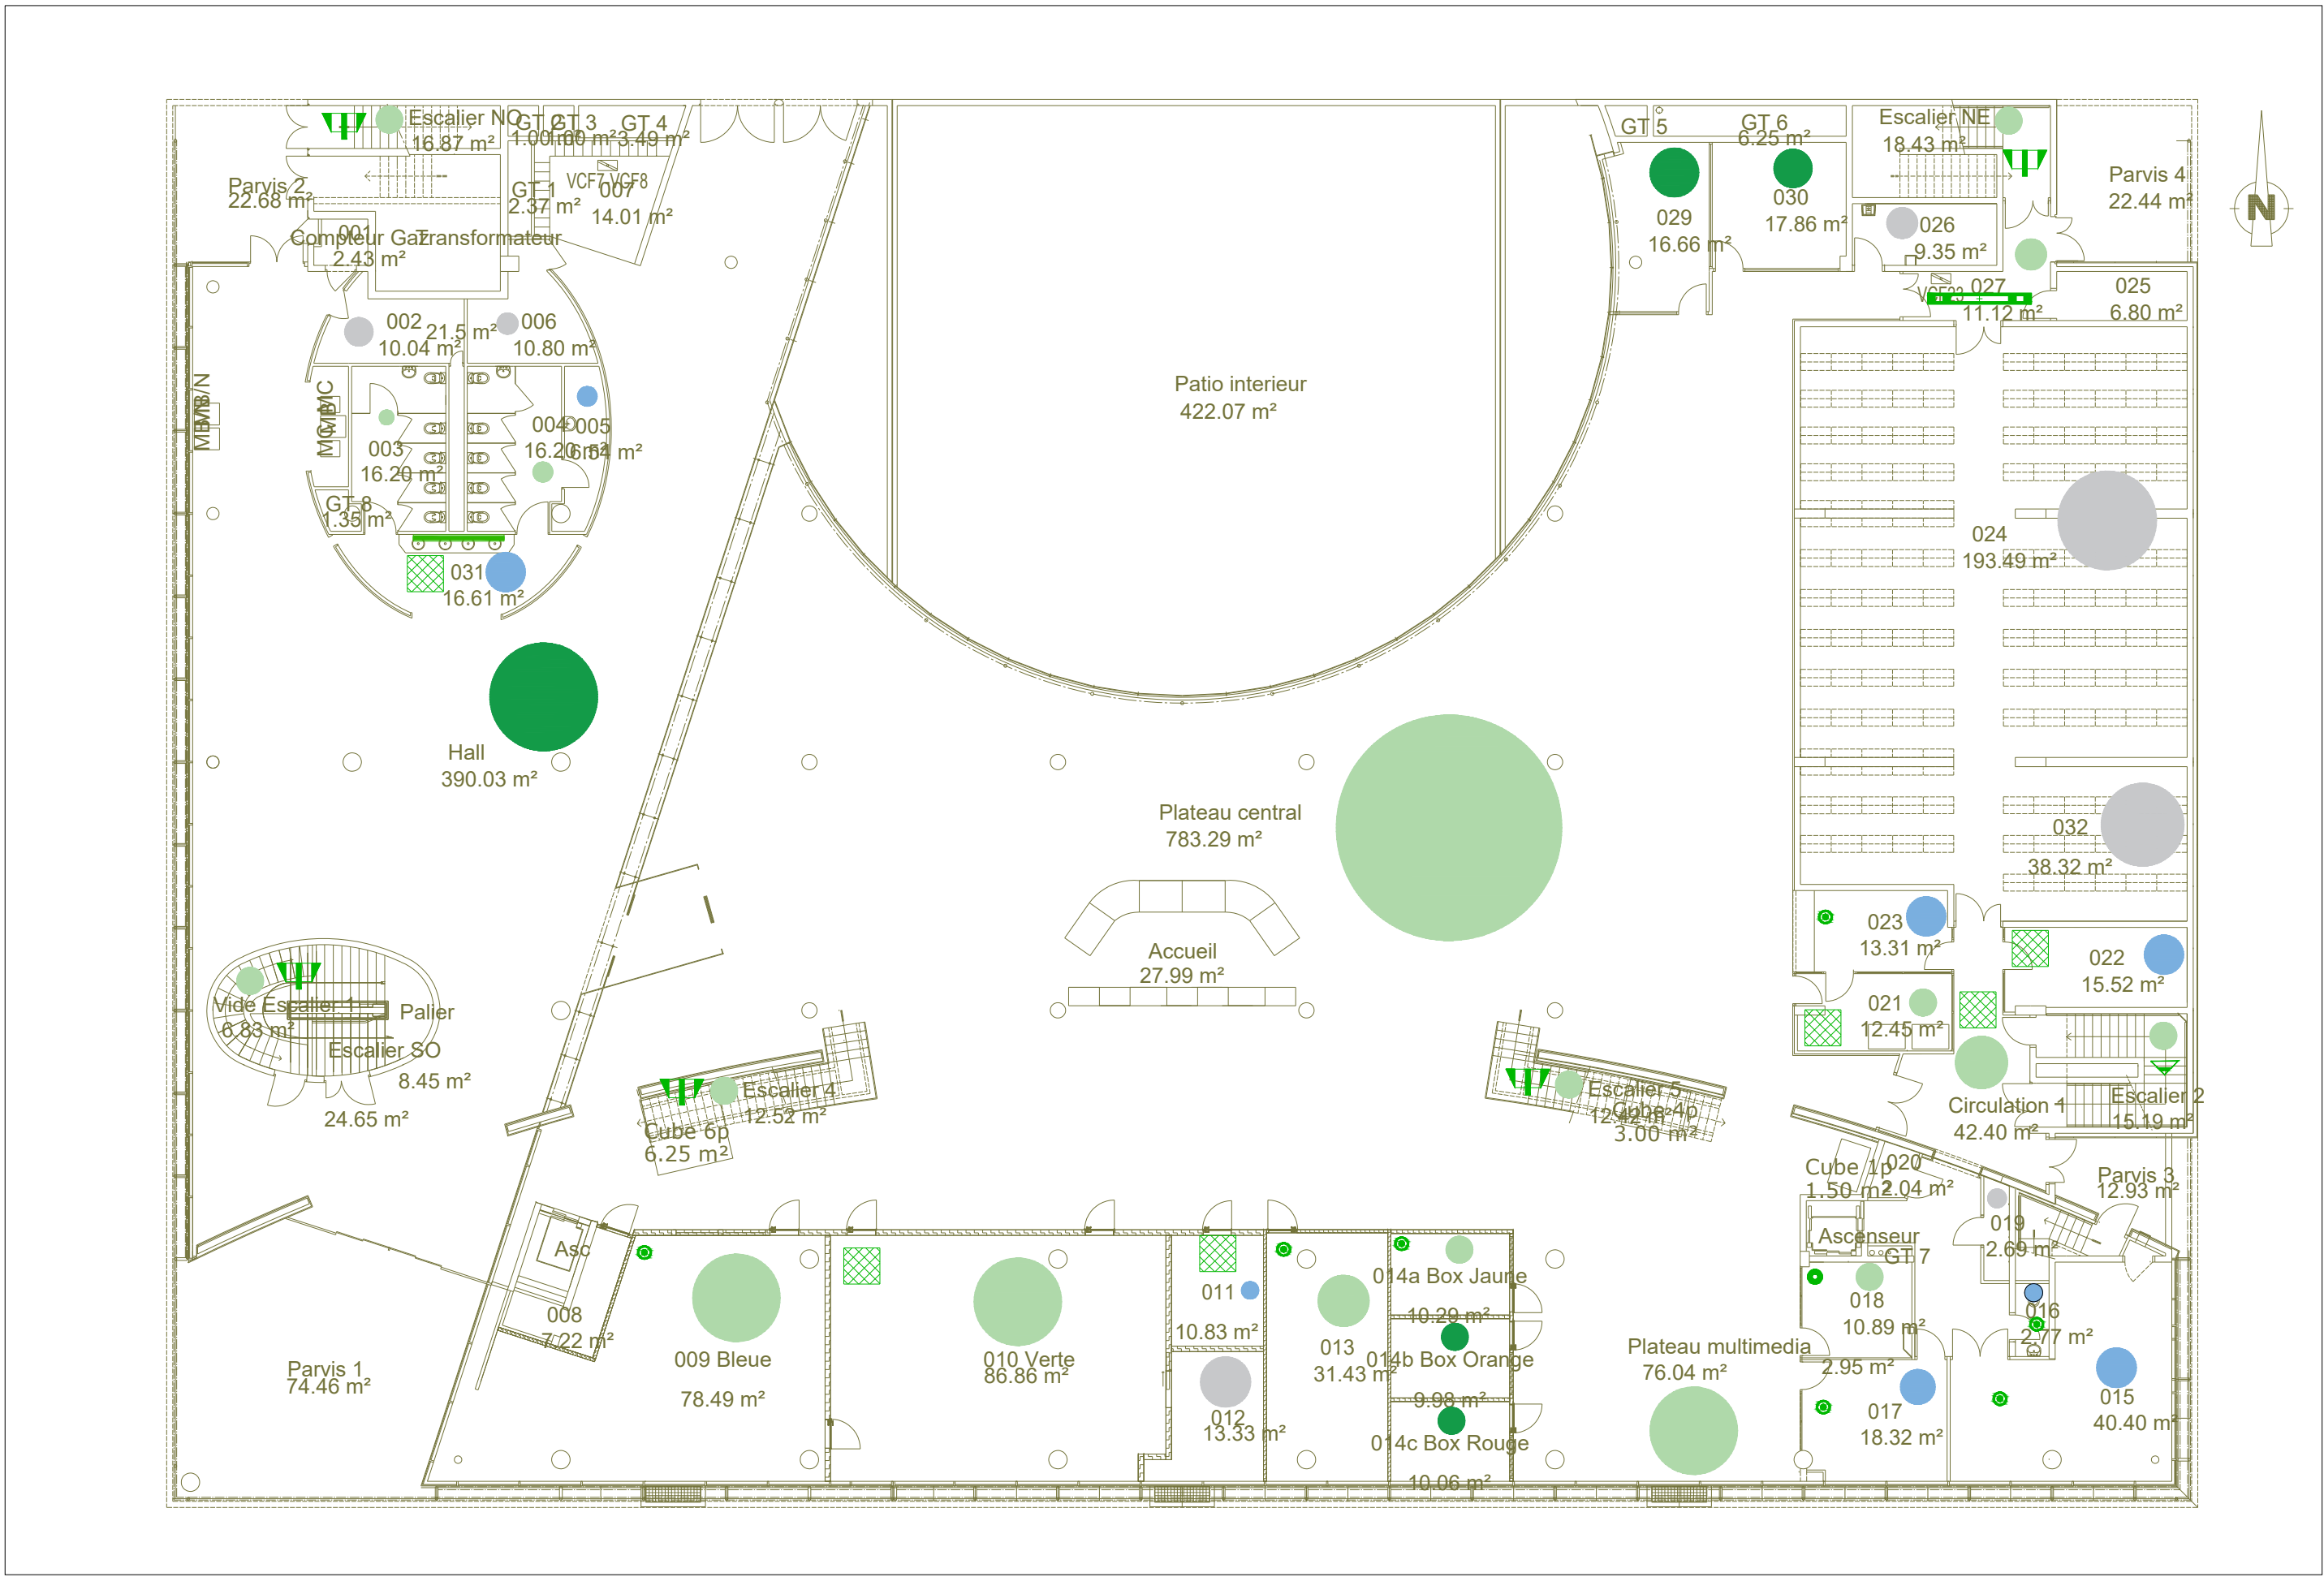 Escalier NO
16.87 m²
GT 2
1.00 m²
GT 3
1.60 m²
GT 4
3.49 m²
GT 5
GT 6
6.25 m²
Escalier NE
18.43 m²
Parvis 2
22.68 m²
GT 1
2.37 m²
VCF7 VCF8
007
14.01 m²
Parvis 4
22.44 m²
N
029
16.66 m²
030
17.86 m²
026
9.35 m²
001
Compteur Gaz
Transformateur
2.43 m²
027
VCF23
11.12 m²
025
6.80 m²
002
10.04 m²
21.5 m²
006
10.80 m²
Patio interieur
422.07 m²
003
16.20 m²
004
16.20 m²
005
6.54 m²
GT 8
1.35 m²
031
16.61 m²
024
193.49 m²
Hall
390.03 m²
Plateau central
783.29 m²
032
38.32 m²
Accueil
27.99 m²
023
13.31 m²
022
15.52 m²
021
12.45 m²
Vide Escalier 1
6.83 m²
Palier
Escalier SO
8.45 m²
24.65 m²
Escalier 4
12.52 m²
Cube 6p
6.25 m²
Escalier 5
12.42 m²
Cube 4p
3.00 m²
Circulation 1
42.40 m²
Escalier 2
15.19 m²
Cube 1p
1.50 m²
020
2.04 m²
Parvis 3
12.93 m²
Ascenseur
GT 7
019
2.69 m²
Asc
008
7.22 m²
009 Bleue
78.49 m²
010 Verte
86.86 m²
011
10.83 m²
012
13.33 m²
013
31.43 m²
014a Box Jaune
10.29 m²
014b Box Orange
9.98 m²
014c Box Rouge
10.06 m²
Plateau multimedia
76.04 m²
018
10.89 m²
2.95 m²
016
2.77 m²
017
18.32 m²
015
40.40 m²
Parvis 1
74.46 m²